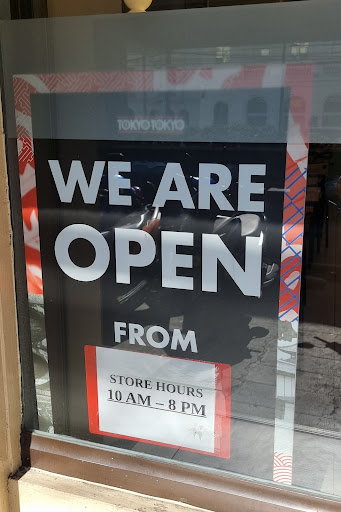 TOKYO TOKYO
WE ARE
OPEN
FROM
STORE HOURS
10 AM – 8 PM